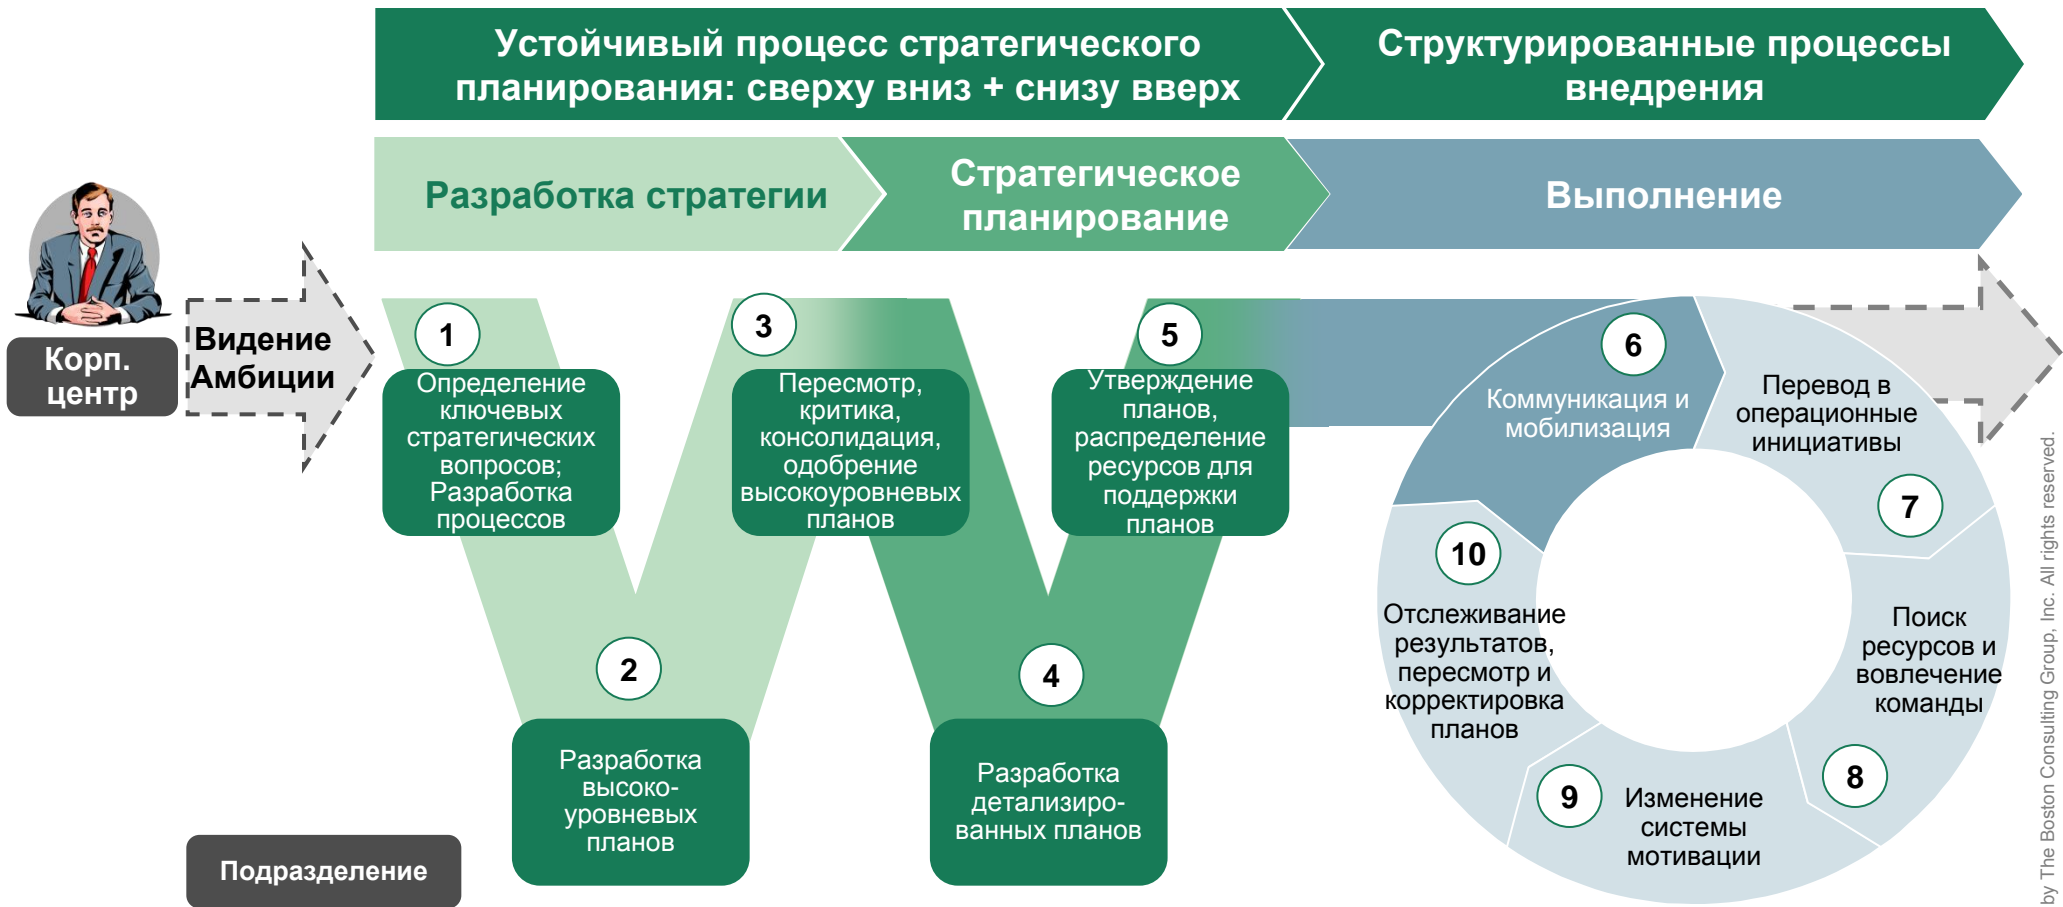 Устойчивый процесс стратегического
планирования: сверху вниз + снизу вверх
Структурированные процессы
внедрения
Разработка стратегии
Стратегическое
планирование
Выполнение
Корп.
центр
Видение
Амбиции
1
Определение
ключевых
стратегических
вопросов;
Разработка
процессов
2
Разработка
высоко-
уровневых
планов
3
Пересмотр,
критика,
консолидация,
одобрение
высокоуровневых
планов
4
Разработка
детализиро-
ванных планов
5
Утверждение
планов,
распределение
ресурсов для
поддержки
планов
6
Коммуникация и
мобилизация
Перевод в
операционные
инициативы
7
Поиск
ресурсов и
вовлечение
команды
8
9
Изменение
системы
мотивации
10
Отслеживание
результатов,
пересмотр и
корректировка
планов
Подразделение
by The Boston Consulting Group, Inc. All rights reserved.